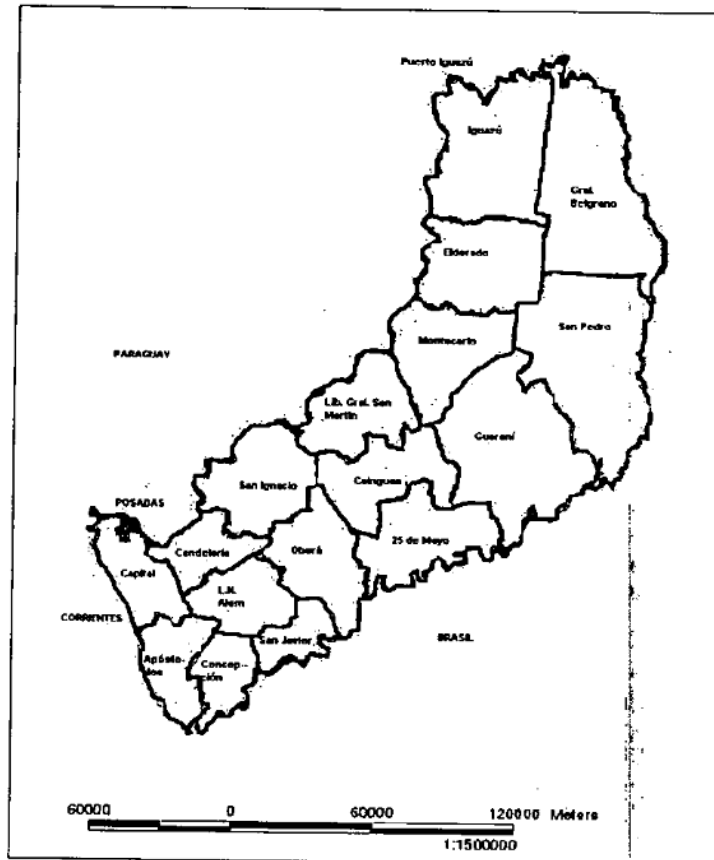 Puerto Iguazú
Iguazú
Gral.
Belgrano
Eldorado
San Pedro
Montecarlo
PARAGUAY
Lib. Gral. San
Martín
Guaraní
San Ignacio
Cainguas
POSADAS
Candelaria
Oberá
25 de Mayo
Capital
L.N.
Alem
CORRIENTES
BRASIL
San Javier
Apósto-
les
Concep-
ción
60000 0 60000 120000 Meters
1:1500000